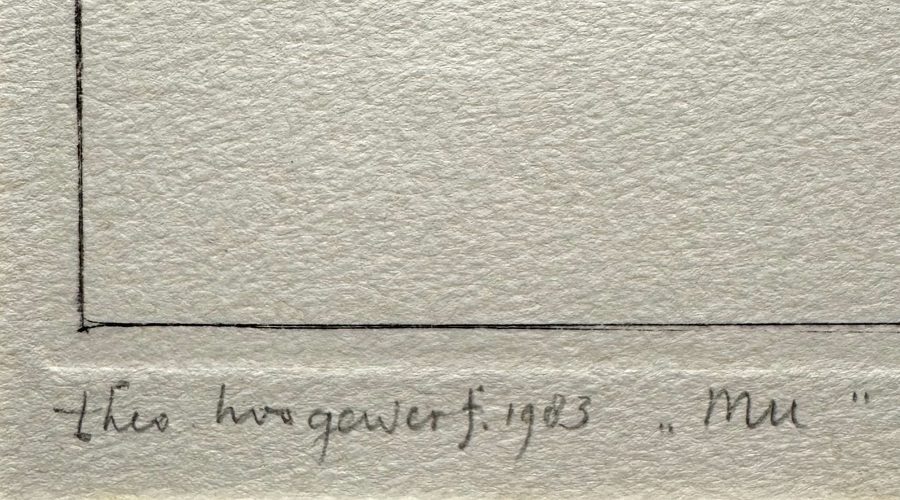 theo hoogewerf. 1983 „ Mu "